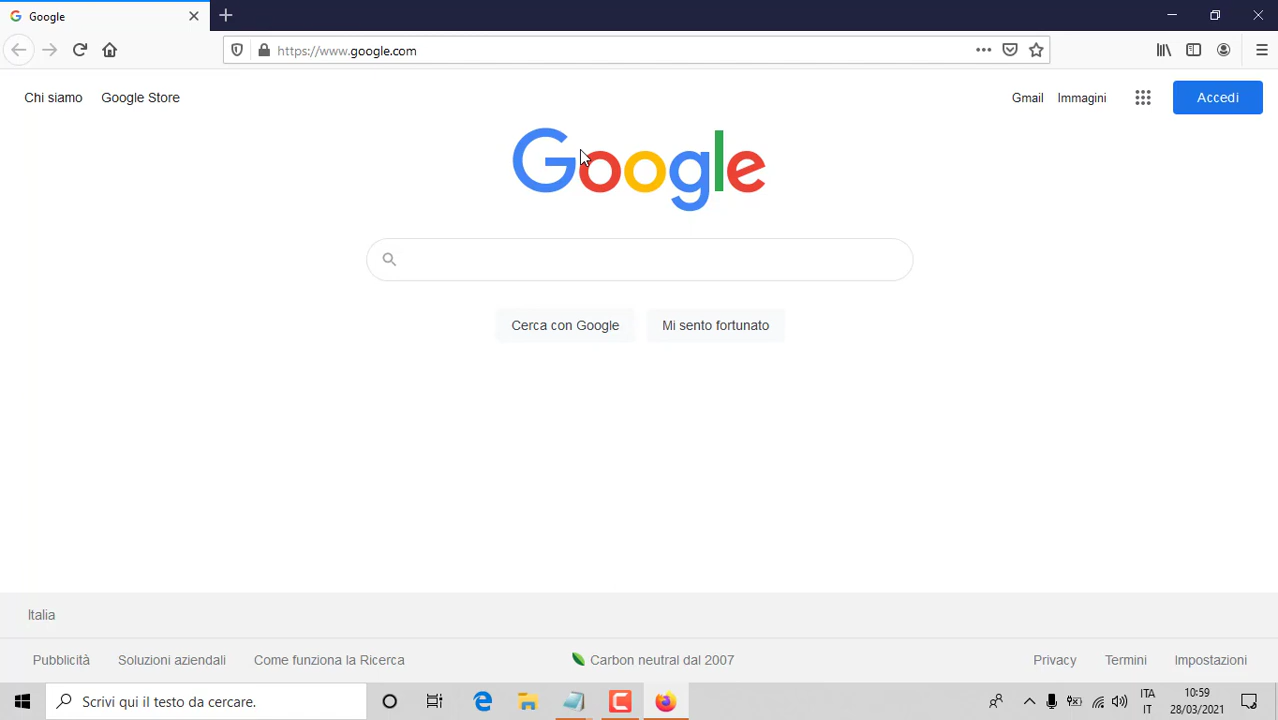 Google
https://www.google.com
Chi siamo
Google Store
Gmail
Immagini
Accedi
Google
Cerca con Google
Mi sento fortunato
Italia
Pubblicità
Soluzioni aziendali
Come funziona la Ricerca
Carbon neutral dal 2007
Privacy
Termini
Impostazioni
Scrivi qui il testo da cercare.
ITA
IT
10:59
28/03/2021